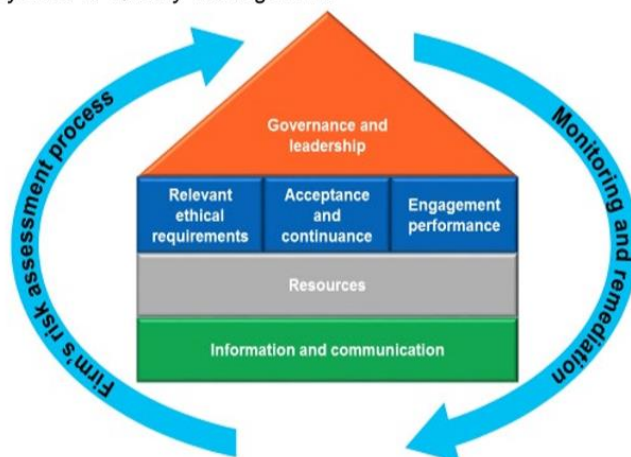 Governance and
leadership
Firm's risk assessment process
Monitoring and remediation
Relevant
ethical
requirements
Acceptance
and
continuance
Engagement
performance
Resources
Information and communication